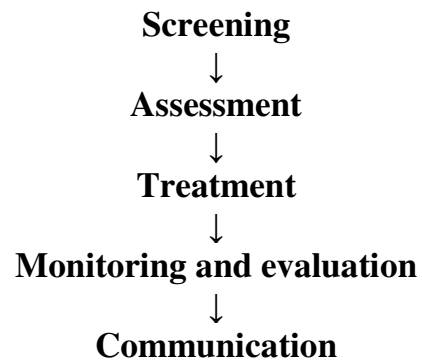 Screening
↓
Assessment
↓
Treatment
↓
Monitoring and evaluation
↓
Communication